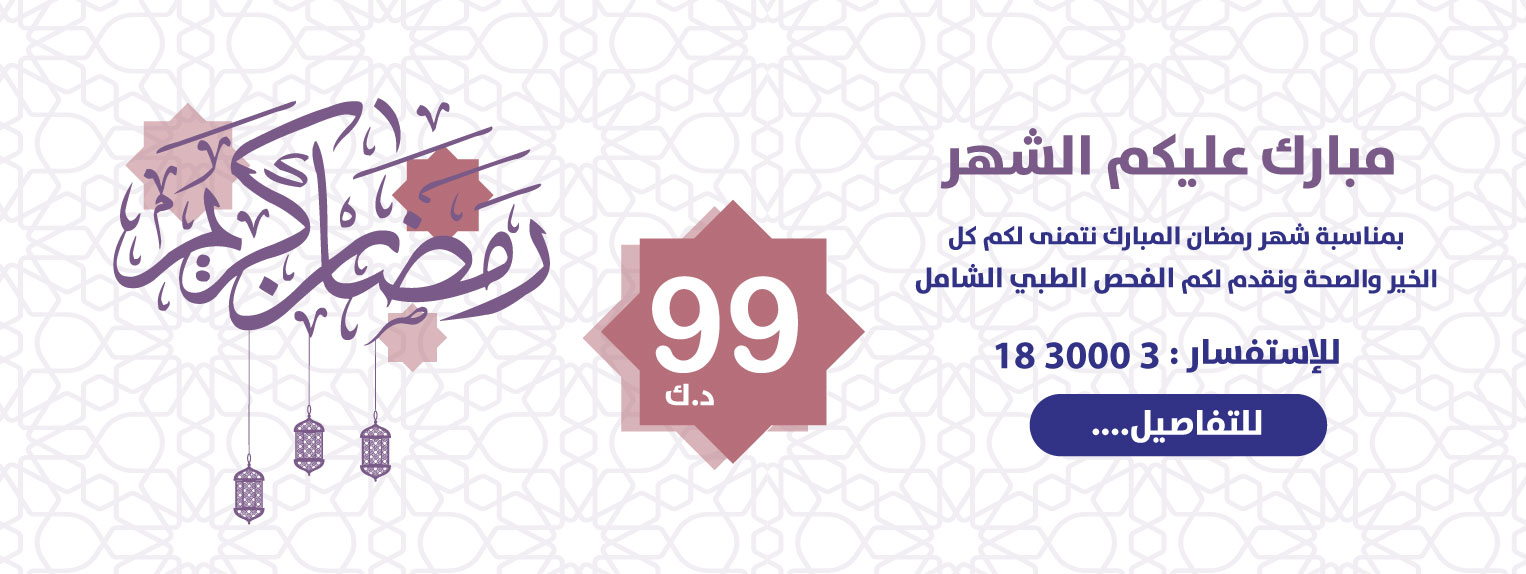 مبارك عليكم الشهر
بمناسبة شهر رمضان المبارك نتمنى لكم كل
الخير والصحة ونقدم لكم الفحص الطبي الشامل
للإستفسار : 3 3000 18
للتفاصيل....
99
د.ك
رمضان كريم